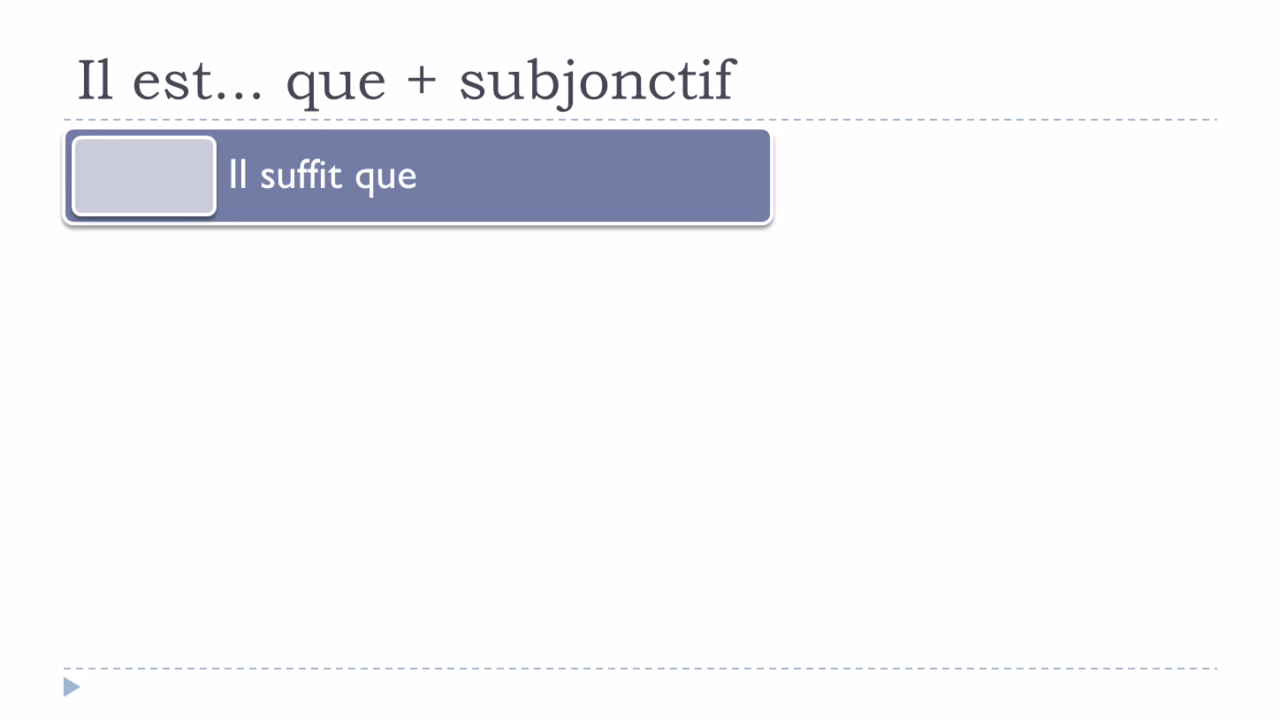 Il est… que + subjonctif
Il suffit que